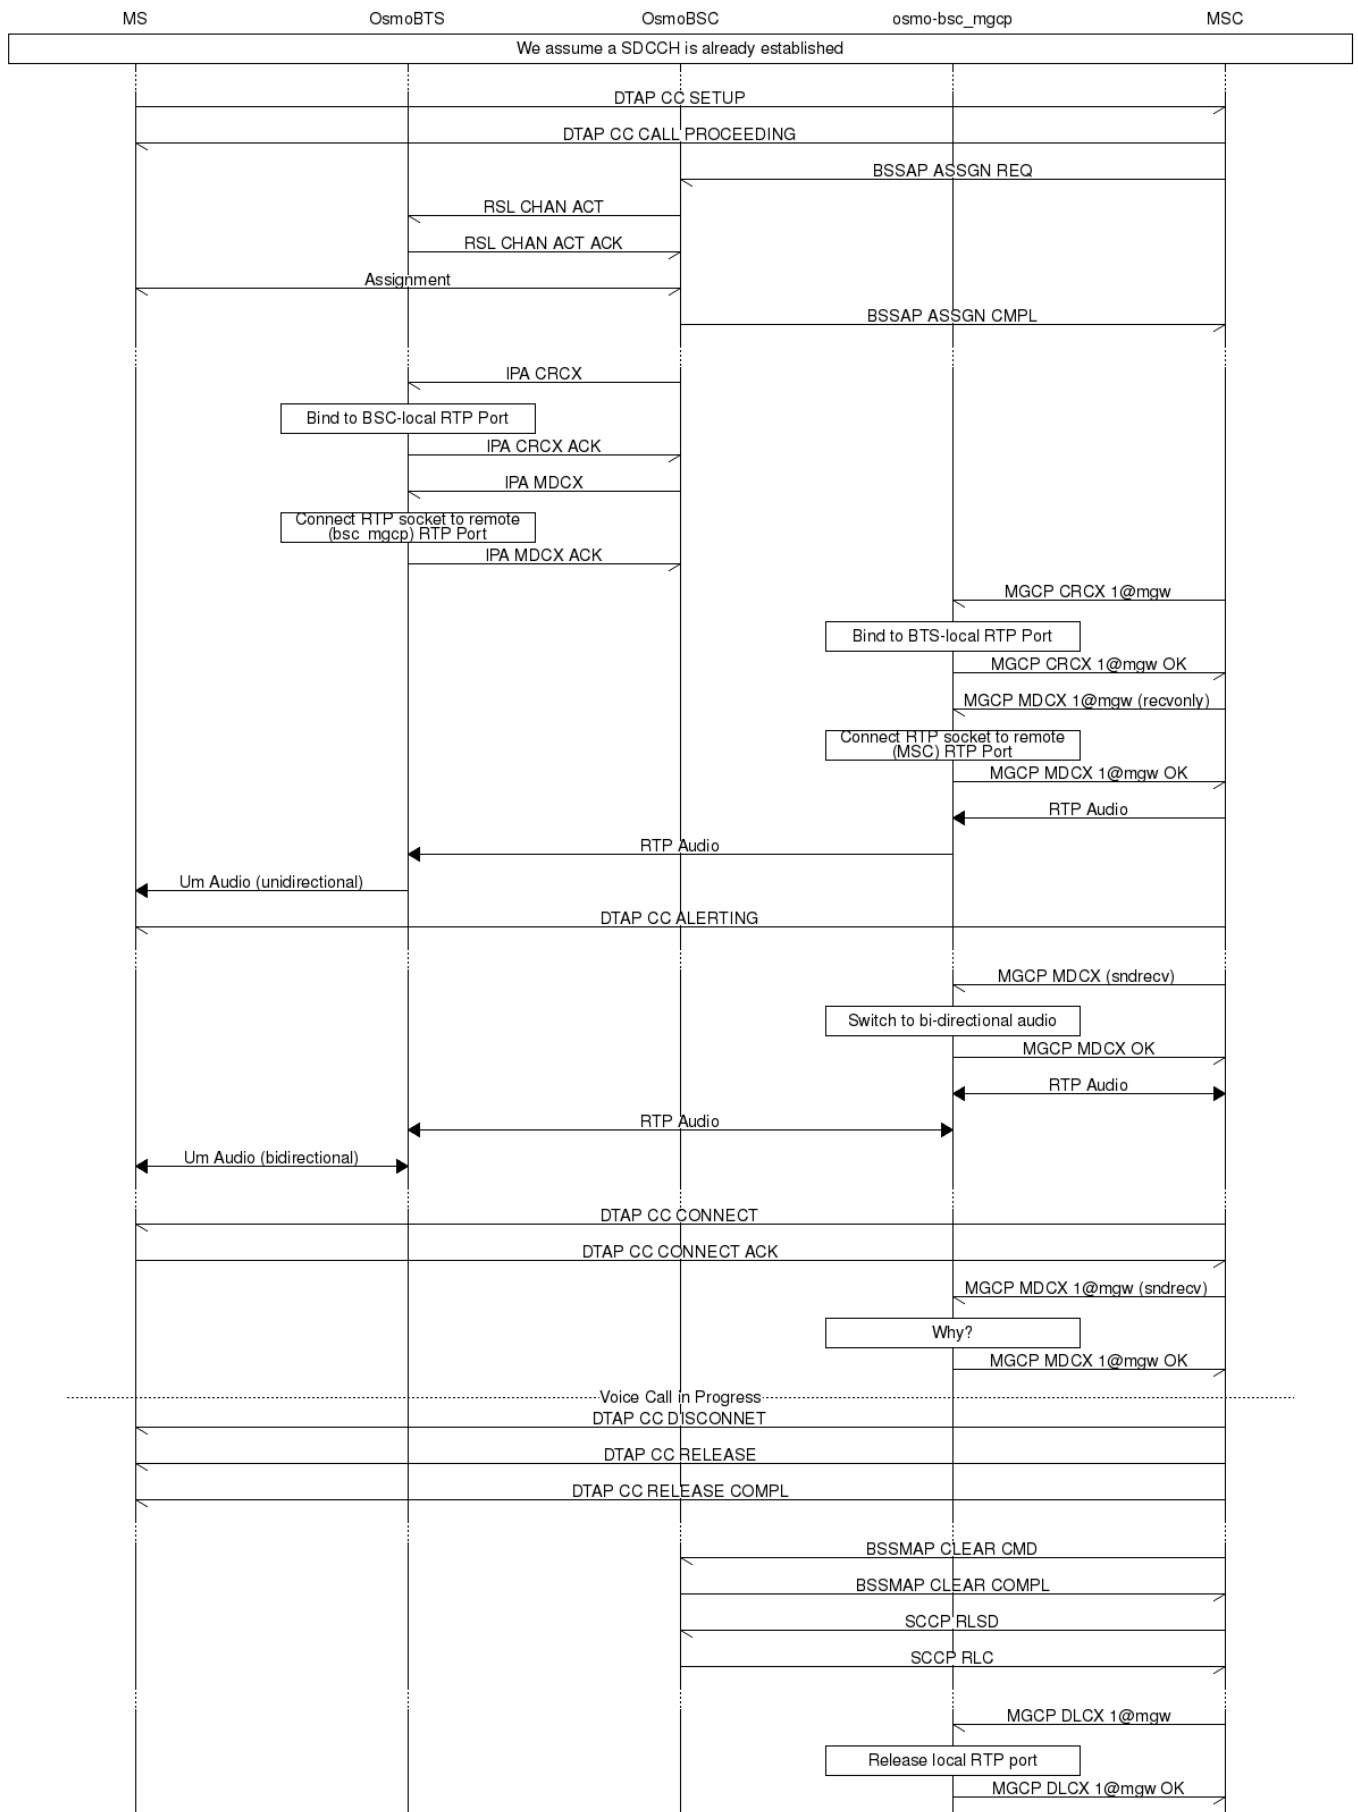 MS OsmoBTS OsmoBSC osmo-bsc_mgcp MSC
We assume a SDCCH is already established
DTAP CC SETUP
DTAP CC CALL PROCEEDING
BSSAP ASSGN REQ
RSL CHAN ACT
RSL CHAN ACT ACK
Assignment
BSSAP ASSGN CMPL
IPA CRCX
Bind to BSC-local RTP Port
IPA CRCX ACK
IPA MDCX
Connect RTP socket to remote
(bsc_mgcp) RTP Port
IPA MDCX ACK
MGCP CRCX 1@mgw
Bind to BTS-local RTP Port
MGCP CRCX 1@mgw OK
MGCP MDCX 1@mgw (recvonly)
Connect RTP socket to remote
(MSC) RTP Port
MGCP MDCX 1@mgw OK
RTP Audio
RTP Audio
Um Audio (unidirectional)
DTAP CC ALERTING
MGCP MDCX (sndrecv)
Switch to bi-directional audio
MGCP MDCX OK
RTP Audio
RTP Audio
Um Audio (bidirectional)
DTAP CC CONNECT
DTAP CC CONNECT ACK
MGCP MDCX 1@mgw (sndrecv)
Why?
MGCP MDCX 1@mgw OK
Voice Call in Progress
DTAP CC DISCONNET
DTAP CC RELEASE
DTAP CC RELEASE COMPL
BSSMAP CLEAR CMD
BSSMAP CLEAR COMPL
SCCP RLSD
SCCP RLC
MGCP DLCX 1@mgw
Release local RTP port
MGCP DLCX 1@mgw OK